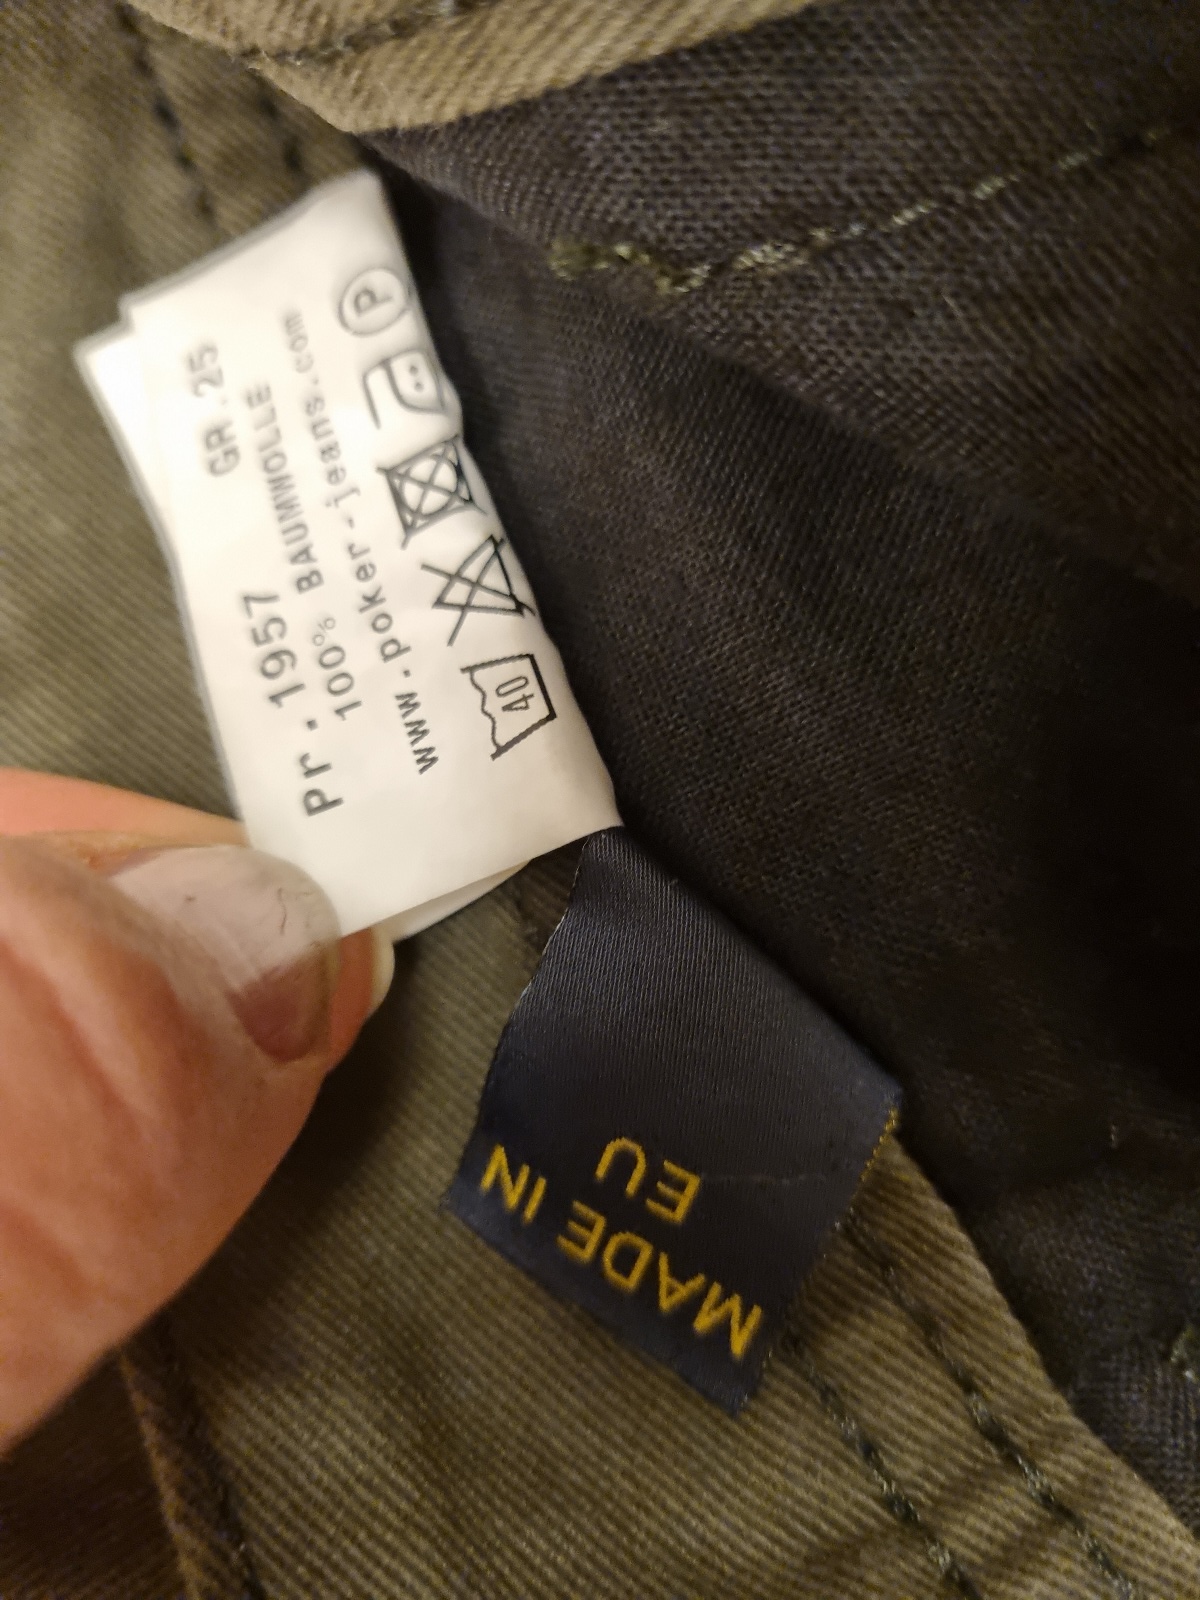 GR.25
Pr.1957
100% BAUMWOLLE
www.poker-jeans.com
40 P
MADE IN
EU